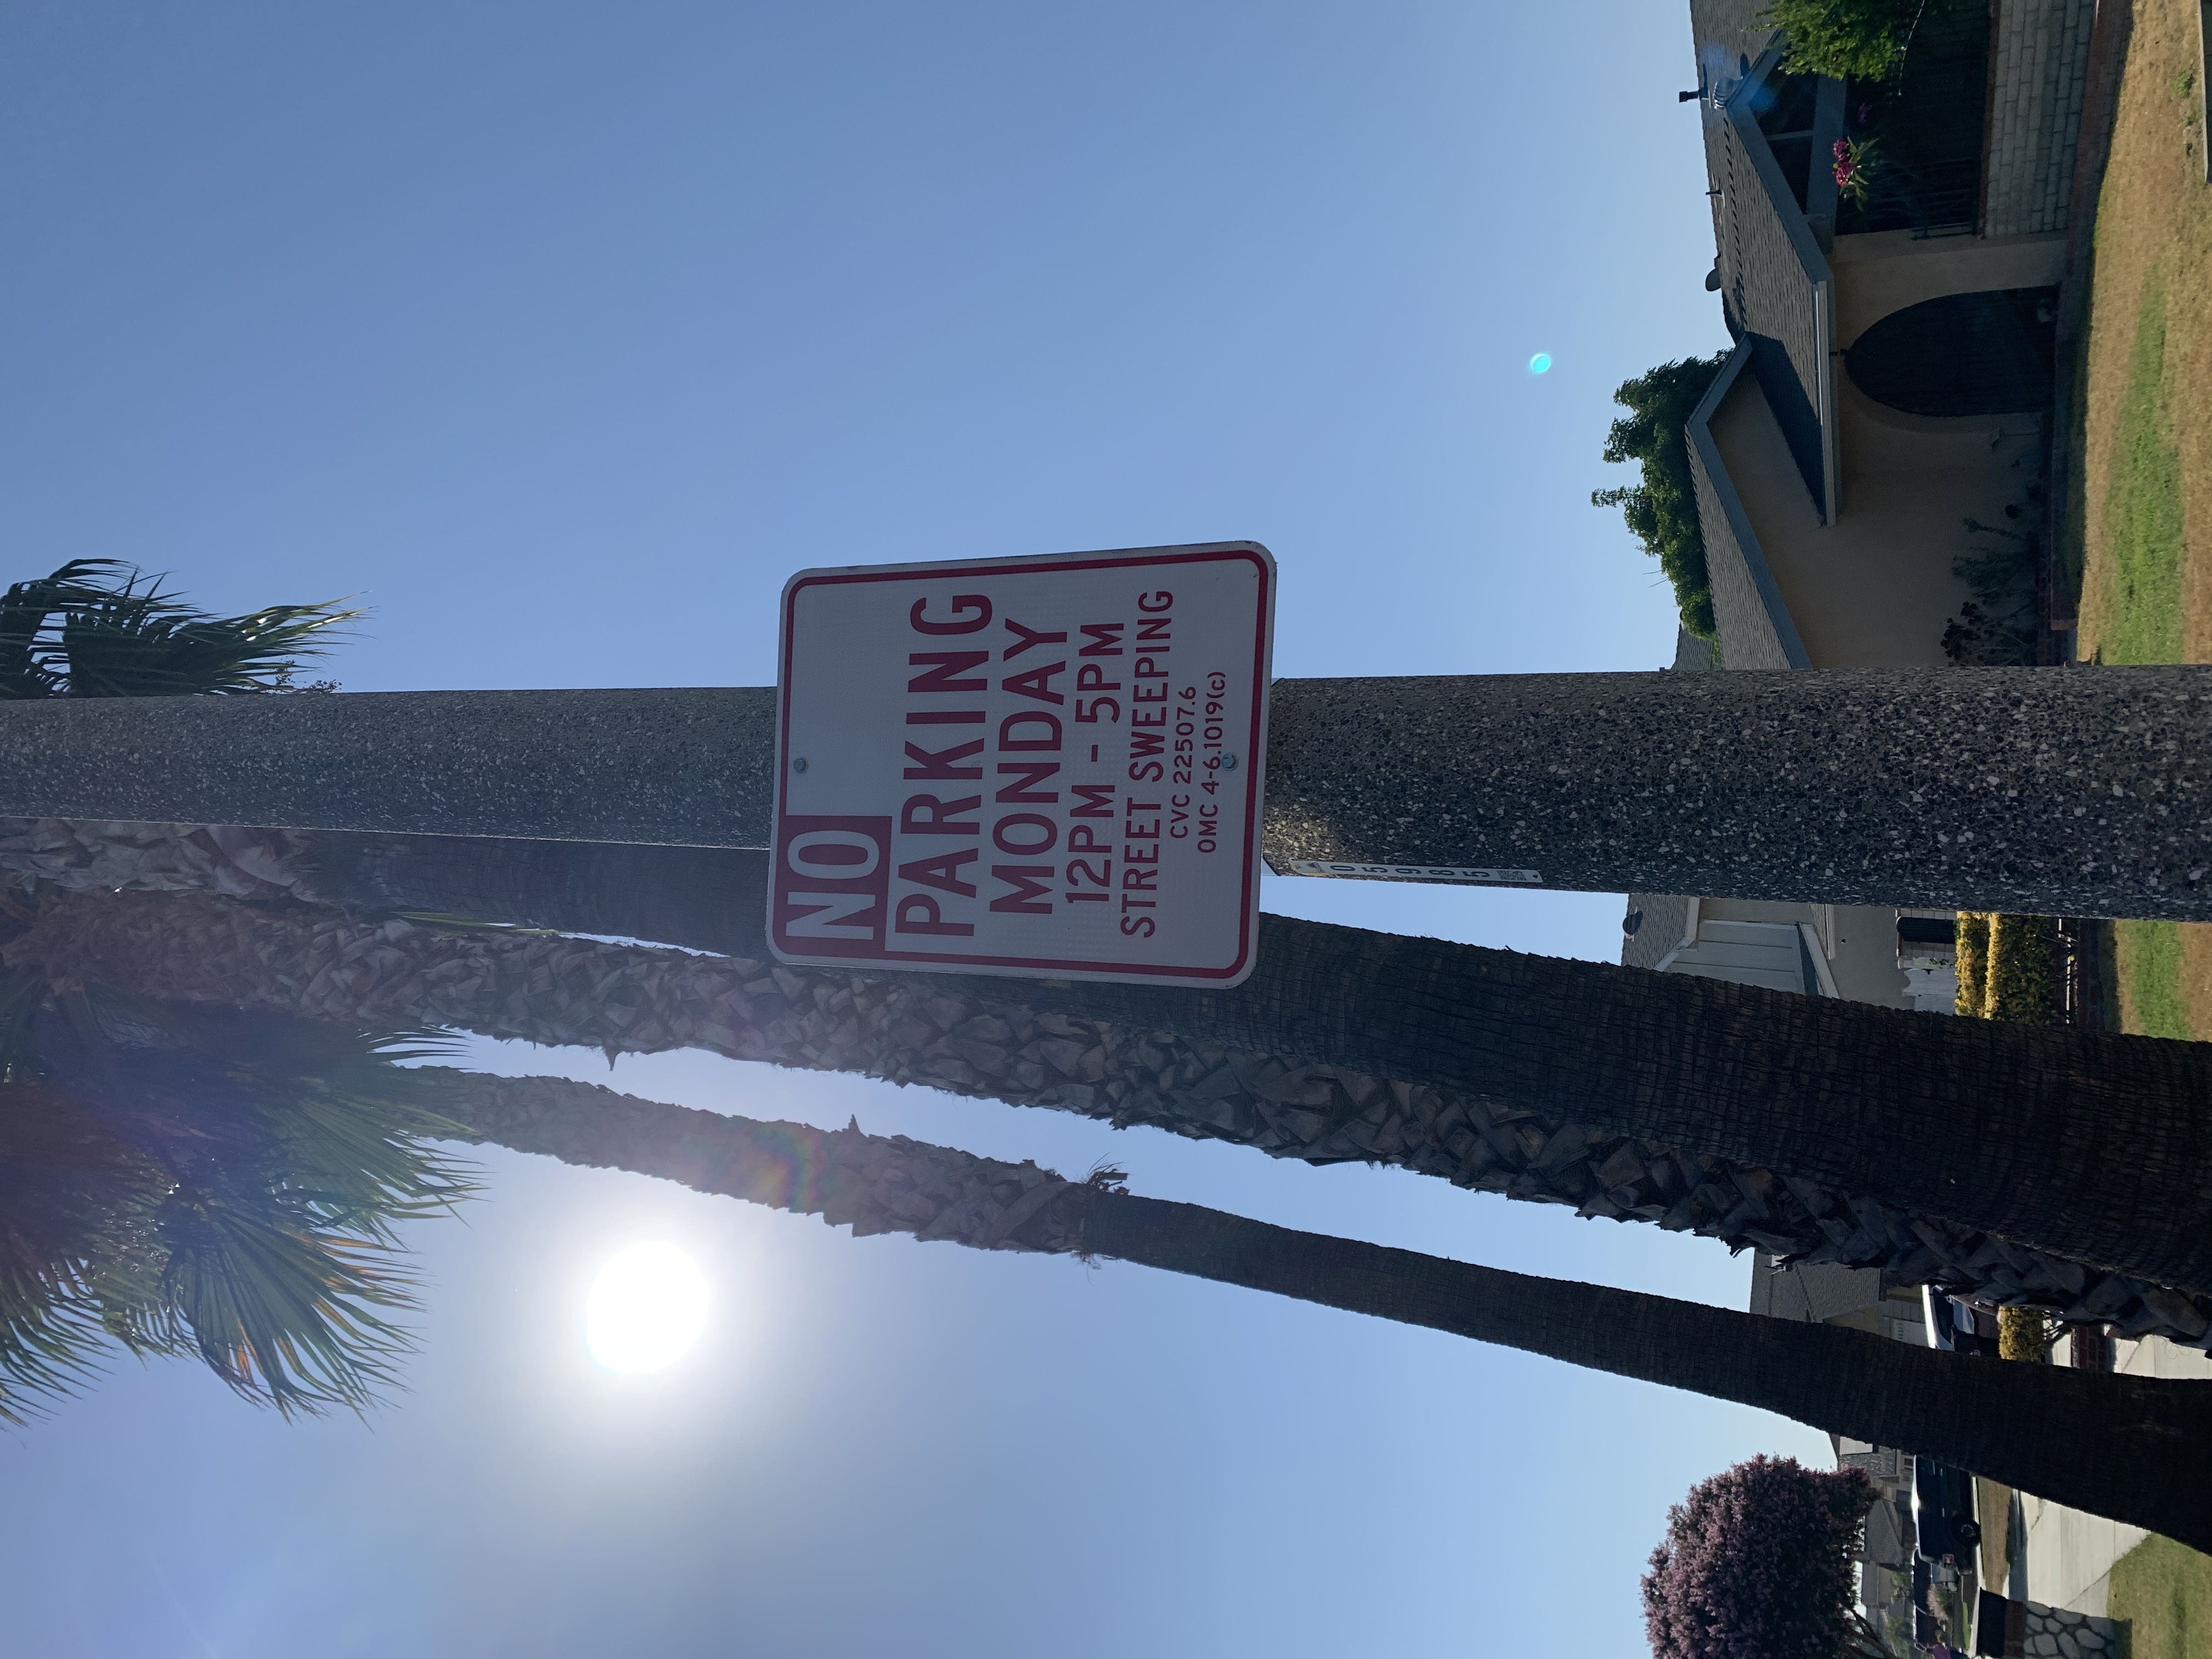 NO
PARKING
MONDAY
12PM - 5PM
STREET SWEEPING
CVC 22507.6
OMC 4-6.1019(c)